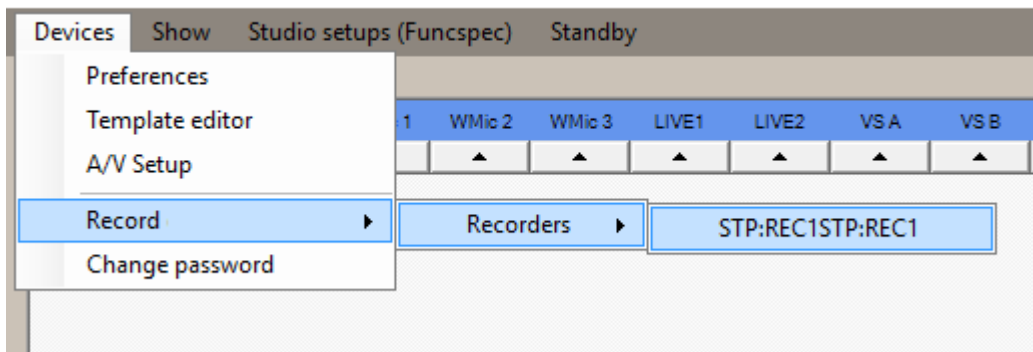 Devices Show Studio setups (Funcspec) Standby
Preferences
Template editor
1 WMic 2 WMic 3 LIVE1 LIVE2 VS A VS B
A/V Setup
Record Recorders STP:REC1STP:REC1
Change password